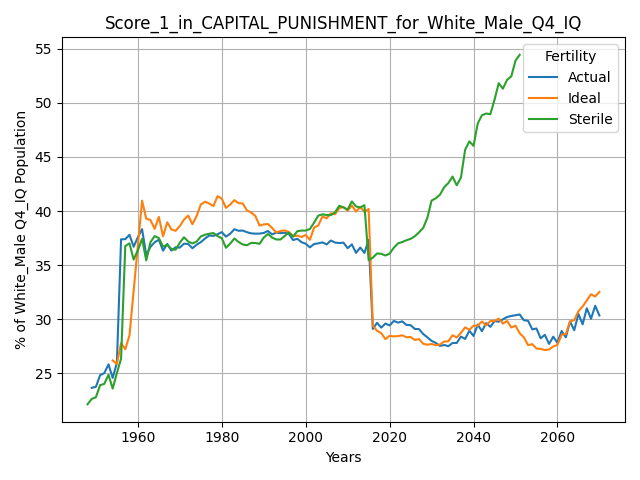 Score_1_in_CAPITAL_PUNISHMENT_for_White_Male_Q4_IQ
% of White_Male Q4_IQ Population
55
50
45
40
35
30
25
Fertility
Actual
Ideal
Sterile
1960 1980 2000 2020 2040 2060
Years